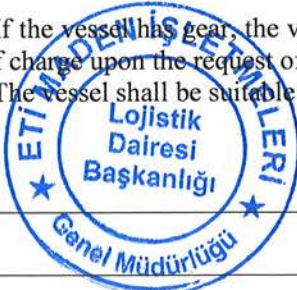 If the vessel has gear, the v
f charge upon the request of
The vessel shall be suitable
ETİ MADEN İŞLETMELERİ
Lojistik
Dairesi
Başkanlığı
Genel Müdürlüğü